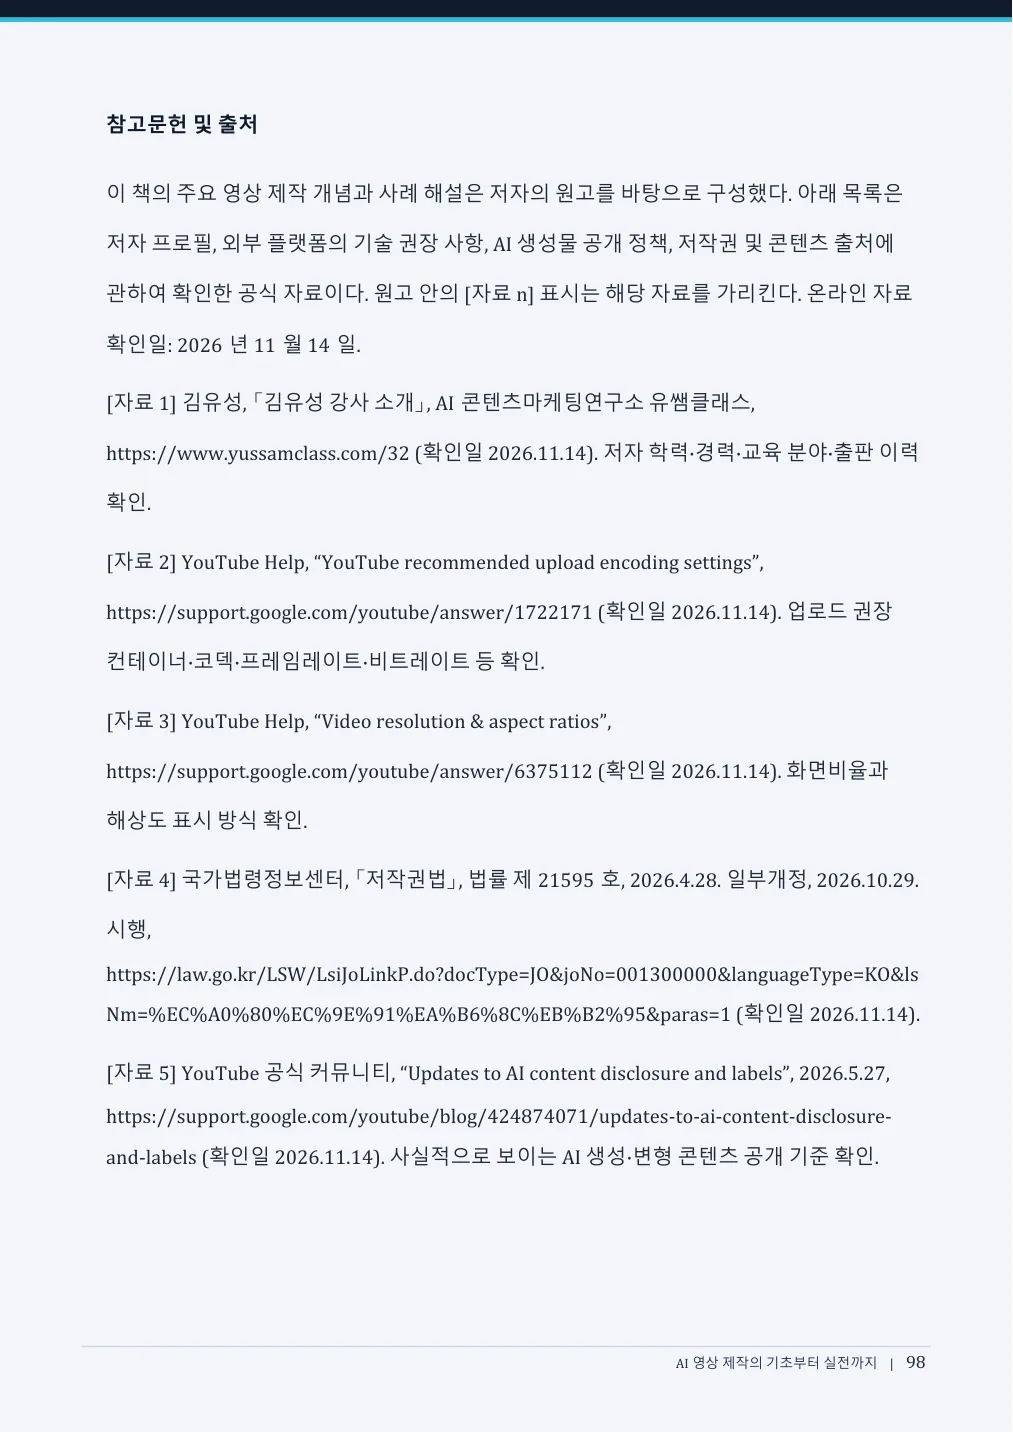 참고문헌 및 출처
이 책의 주요 영상 제작 개념과 사례 해설은 저자의 원고를 바탕으로 구성했다. 아래 목록은
저자 프로필, 외부 플랫폼의 기술 권장 사항, AI 생성물 공개 정책, 저작권 및 콘텐츠 출처에
관하여 확인한 공식 자료이다. 원고 안의 [자료 n] 표시는 해당 자료를 가리킨다. 온라인 자료
확인일: 2026 년 11 월 14 일.
[자료 1] 김유성, 「김유성 강사 소개」, AI 콘텐츠마케팅연구소 유쌤클래스,
https://www.yussamclass.com/32 (확인일 2026.11.14). 저자 학력·경력·교육 분야·출판 이력
확인.
[자료 2] YouTube Help, “YouTube recommended upload encoding settings”,
https://support.google.com/youtube/answer/1722171 (확인일 2026.11.14). 업로드 권장
컨테이너·코덱·프레임레이트·비트레이트 등 확인.
[자료 3] YouTube Help, “Video resolution & aspect ratios”,
https://support.google.com/youtube/answer/6375112 (확인일 2026.11.14). 화면비율과
해상도 표시 방식 확인.
[자료 4] 국가법령정보센터, 「저작권법」, 법률 제 21595 호, 2026.4.28. 일부개정, 2026.10.29.
시행,
https://law.go.kr/LSW/LsiJoLinkP.do?docType=JO&joNo=001300000&languageType=KO&ls
Nm=%EC%A0%80%EC%9E%91%EA%B6%8C%EB%B2%95&paras=1 (확인일 2026.11.14).
[자료 5] YouTube 공식 커뮤니티, “Updates to AI content disclosure and labels”, 2026.5.27,
https://support.google.com/youtube/blog/424874071/updates-to-ai-content-disclosure-
and-labels (확인일 2026.11.14). 사실적으로 보이는 AI 생성·변형 콘텐츠 공개 기준 확인.
AI 영상 제작의 기초부터 실전까지 | 98